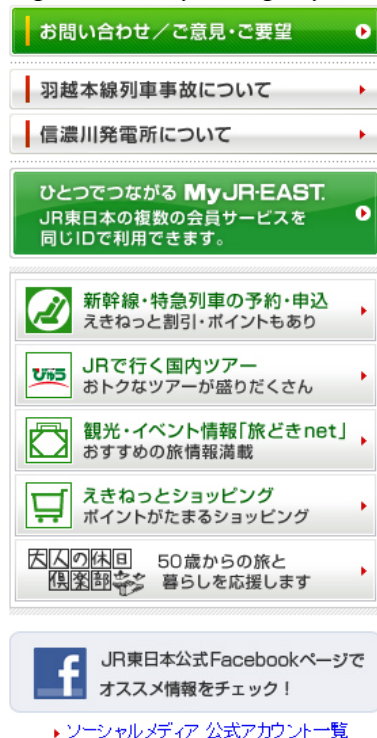 お問い合わせ／ご意見・ご要望
羽越本線列車事故について
信濃川発電所について
ひとつでつながる My JR-EAST.
JR東日本の複数の会員サービスを
同じIDで利用できます。
新幹線・特急列車の予約・申込
えきねっと割引・ポイントもあり
びゅう
JRで行く国内ツアー
おトクなツアーが盛りだくさん
観光・イベント情報「旅どきnet」
おすすめの旅情報満載
えきねっとショッピング
ポイントがたまるショッピング
大人の休日
倶楽部
50歳からの旅と
暮らしを応援します
f
JR東日本公式Facebookページで
オススメ情報をチェック！
ソーシャルメディア 公式アカウント一覧